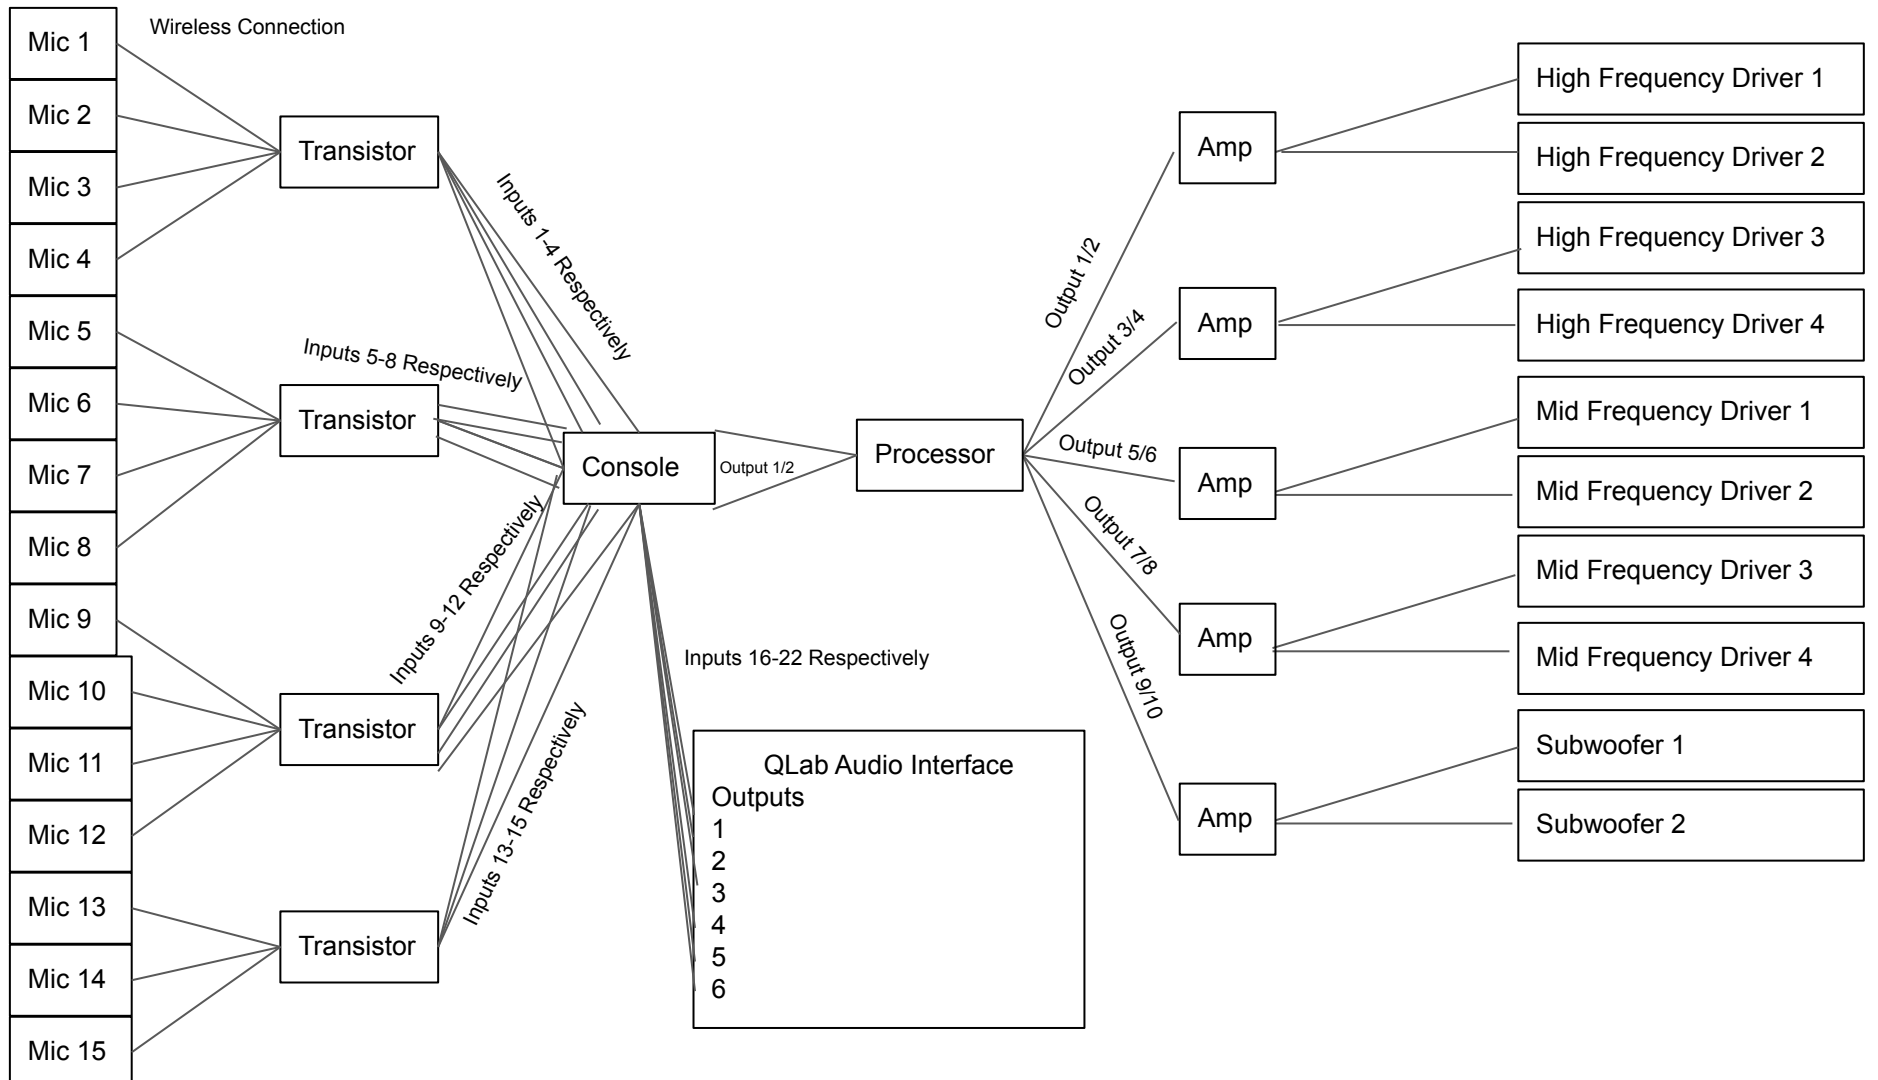 Wireless Connection
Mic 1
Mic 2
Mic 3
Mic 4
Mic 5
Mic 6
Mic 7
Mic 8
Mic 9
Mic 10
Mic 11
Mic 12
Mic 13
Mic 14
Mic 15
Transistor
Transistor
Transistor
Transistor
Inputs 1-4 Respectively
Inputs 5-8 Respectively
Inputs 9-12 Respectively
Inputs 13-15 Respectively
Console
Output 1/2
Inputs 16-22 Respectively
QLab Audio Interface
Outputs
1
2
3
4
5
6
Processor
Output 1/2
Output 3/4
Output 5/6
Output 7/8
Output 9/10
Amp
Amp
Amp
Amp
Amp
High Frequency Driver 1
High Frequency Driver 2
High Frequency Driver 3
High Frequency Driver 4
Mid Frequency Driver 1
Mid Frequency Driver 2
Mid Frequency Driver 3
Mid Frequency Driver 4
Subwoofer 1
Subwoofer 2